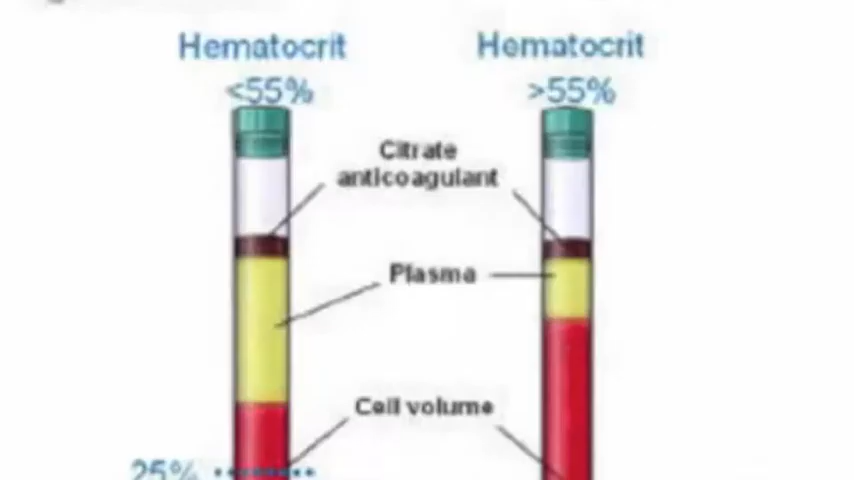 Hematocrit
<55%
Hematocrit
>55%
Citrate
anticoagulant
Plasma
Cell volume
25%